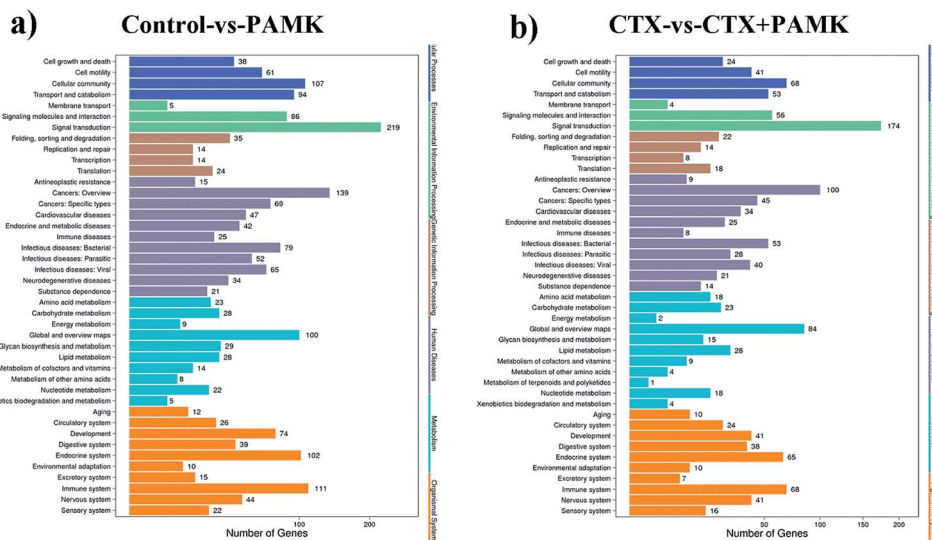 a) Control-vs-PAMK
Cell growth and death 38
Cell motility 61
Cellular community 107
Transport and catabolism 94
Membrane transport 5
Signaling molecules and interaction 86
Signal transduction 219
Folding, sorting and degradation 35
Replication and repair 14
Transcription 14
Translation 24
Antineoplastic resistance 15
Cancers: Overview 139
Cancers: Specific types 69
Cardiovascular diseases 47
Endocrine and metabolic diseases 42
Immune diseases 25
Infectious diseases: Bacterial 79
Infectious diseases: Parasitic 52
Infectious diseases: Viral 65
Neurodegenerative diseases 34
Substance dependence 21
Amino acid metabolism 23
Carbohydrate metabolism 28
Energy metabolism 9
Global and overview maps 100
Glycan biosynthesis and metabolism 29
Lipid metabolism 28
Metabolism of cofactors and vitamins 14
Metabolism of other amino acids 8
Nucleotide metabolism 22
otics biodegradation and metabolism 5
Aging 12
Circulatory system 26
Development 74
Digestive system 39
Endocrine system 102
Environmental adaptation 10
Excretory system 15
Immune system 111
Nervous system 44
Sensory system 22
100 200
Number of Genes
ular Processes
Environmental Information Processing
Genetic Information Processing
Human Diseases
Metabolism
Organismal System
b) CTX-vs-CTX+PAMK
Cell growth and death 24
Cell motility 41
Cellular community 68
Transport and catabolism 53
Membrane transport 4
Signaling molecules and interaction 56
Signal transduction 174
Folding, sorting and degradation 22
Replication and repair 14
Transcription 8
Translation 18
Antineoplastic resistance 9
Cancers: Overview 100
Cancers: Specific types 45
Cardiovascular diseases 34
Endocrine and metabolic diseases 25
Immune diseases 8
Infectious diseases: Bacterial 53
Infectious diseases: Parasitic 28
Infectious diseases: Viral 40
Neurodegenerative diseases 21
Substance dependence 14
Amino acid metabolism 18
Carbohydrate metabolism 23
Energy metabolism 2
Global and overview maps 84
Glycan biosynthesis and metabolism 15
Lipid metabolism 28
Metabolism of cofactors and vitamins 9
Metabolism of other amino acids 4
Metabolism of terpenoids and polyketides 1
Nucleotide metabolism 18
Xenobiotics biodegradation and metabolism 4
Aging 10
Circulatory system 24
Development 41
Digestive system 38
Endocrine system 65
Environmental adaptation 10
Excretory system 7
Immune system 68
Nervous system 41
Sensory system 16
50 100 150 200
Number of Genes